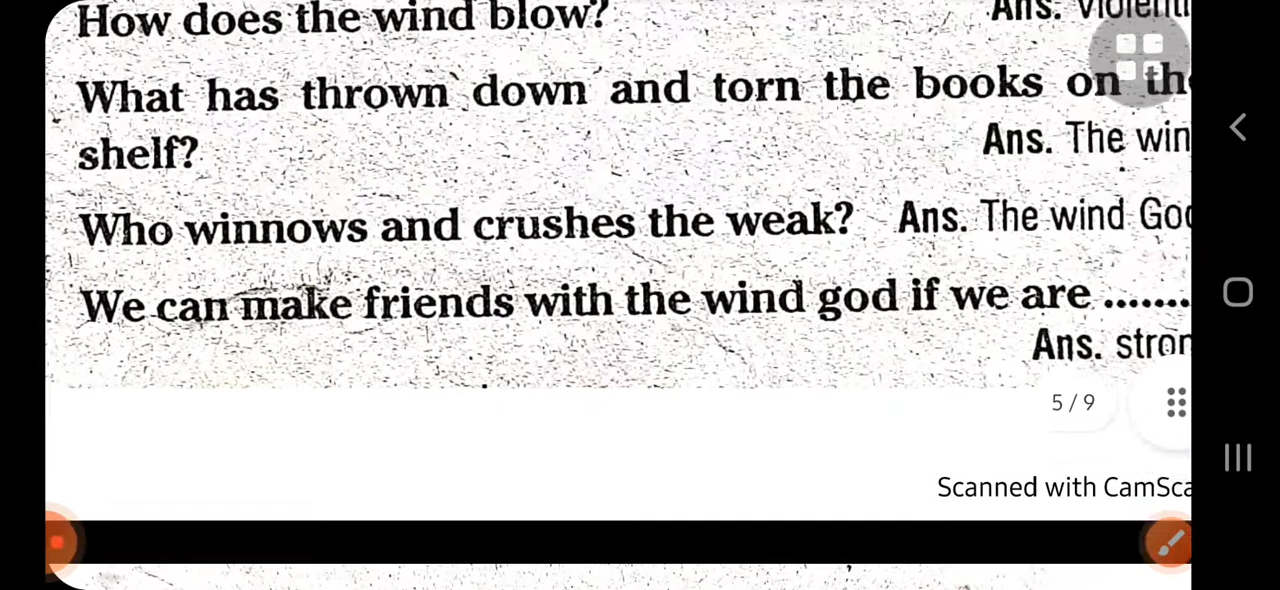 How does the wind blow?
Ans.
What has thrown down and torn the books on
shelf?
Ans. The
Who winnows and crushes the weak? Ans. The wind
We can make friends with the wind god if we are .......
Ans.
5 / 9
Scanned with